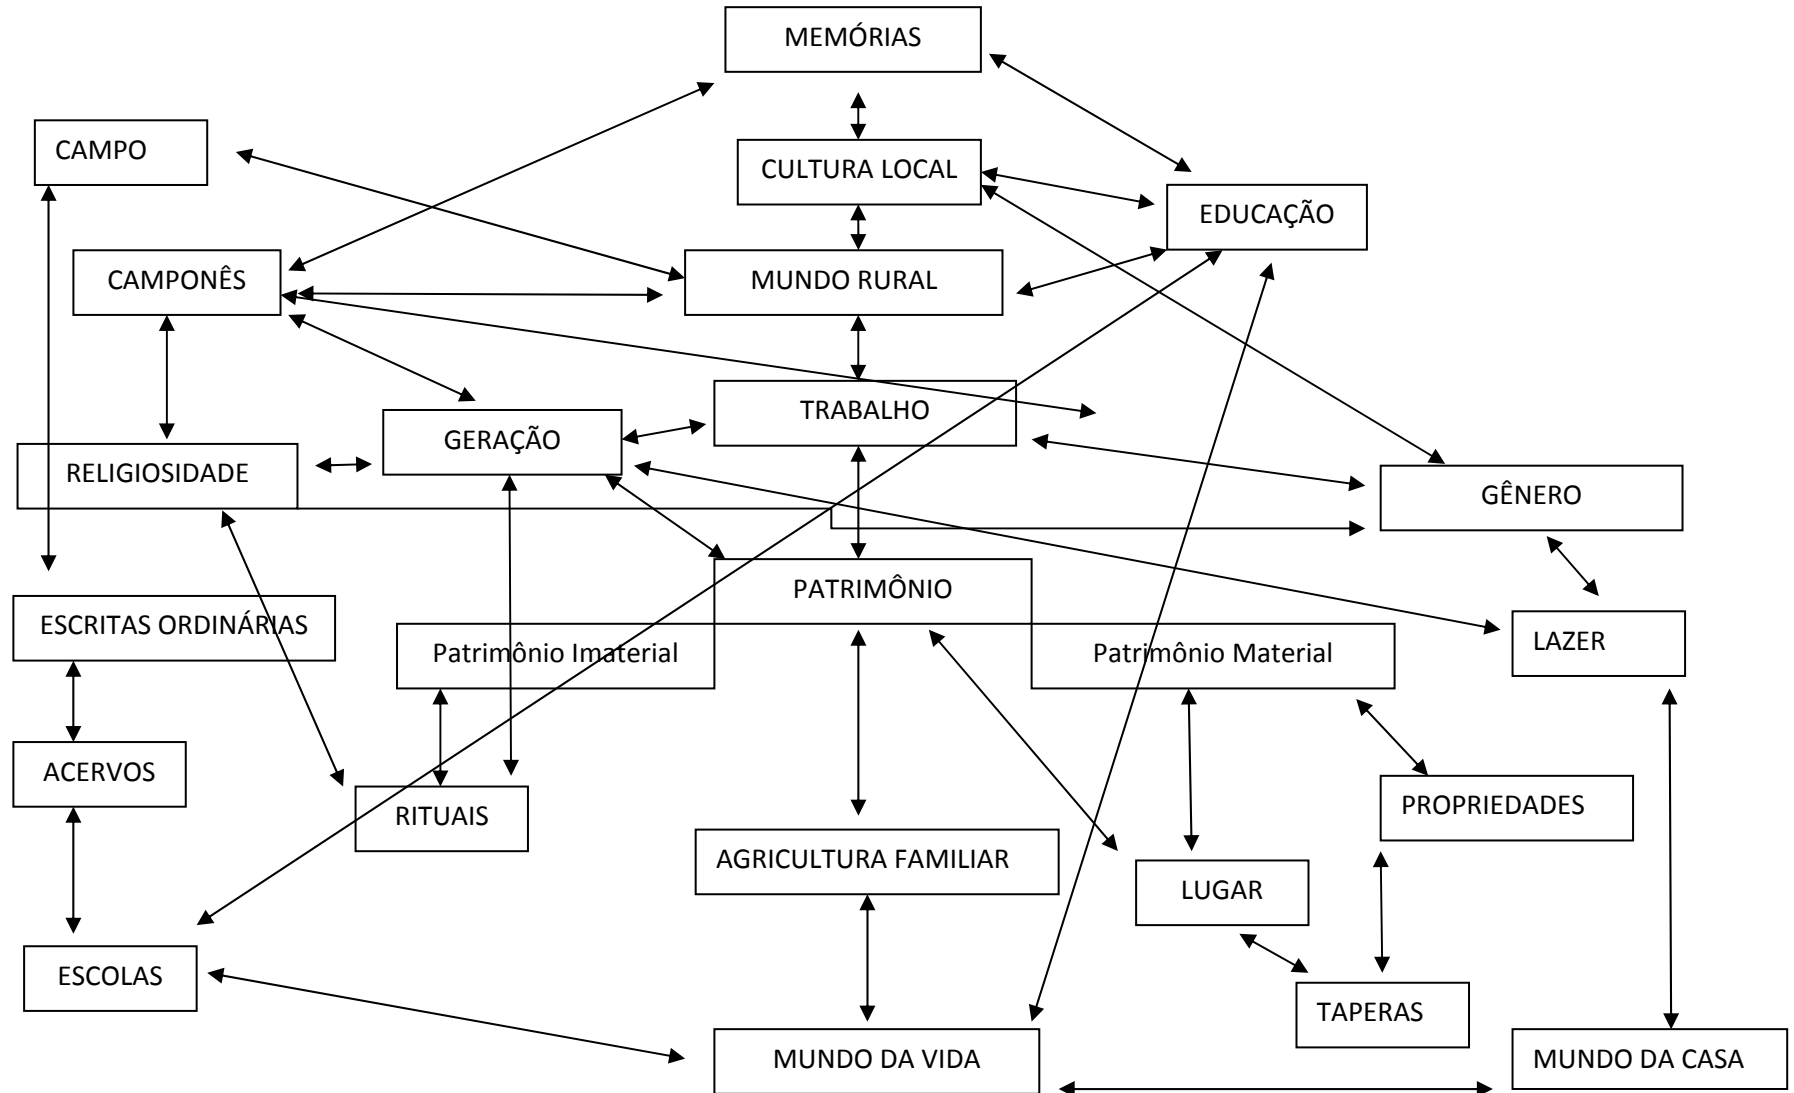 MEMÓRIAS
CAMPO
CULTURA LOCAL
EDUCAÇÃO
CAMPONÊS
MUNDO RURAL
TRABALHO
GERAÇÃO
RELIGIOSIDADE
GÊNERO
PATRIMÔNIO
ESCRITAS ORDINÁRIAS
Patrimônio Imaterial
Patrimônio Material
LAZER
ACERVOS
RITUAIS
PROPRIEDADES
AGRICULTURA FAMILIAR
LUGAR
ESCOLAS
TAPERAS
MUNDO DA VIDA
MUNDO DA CASA